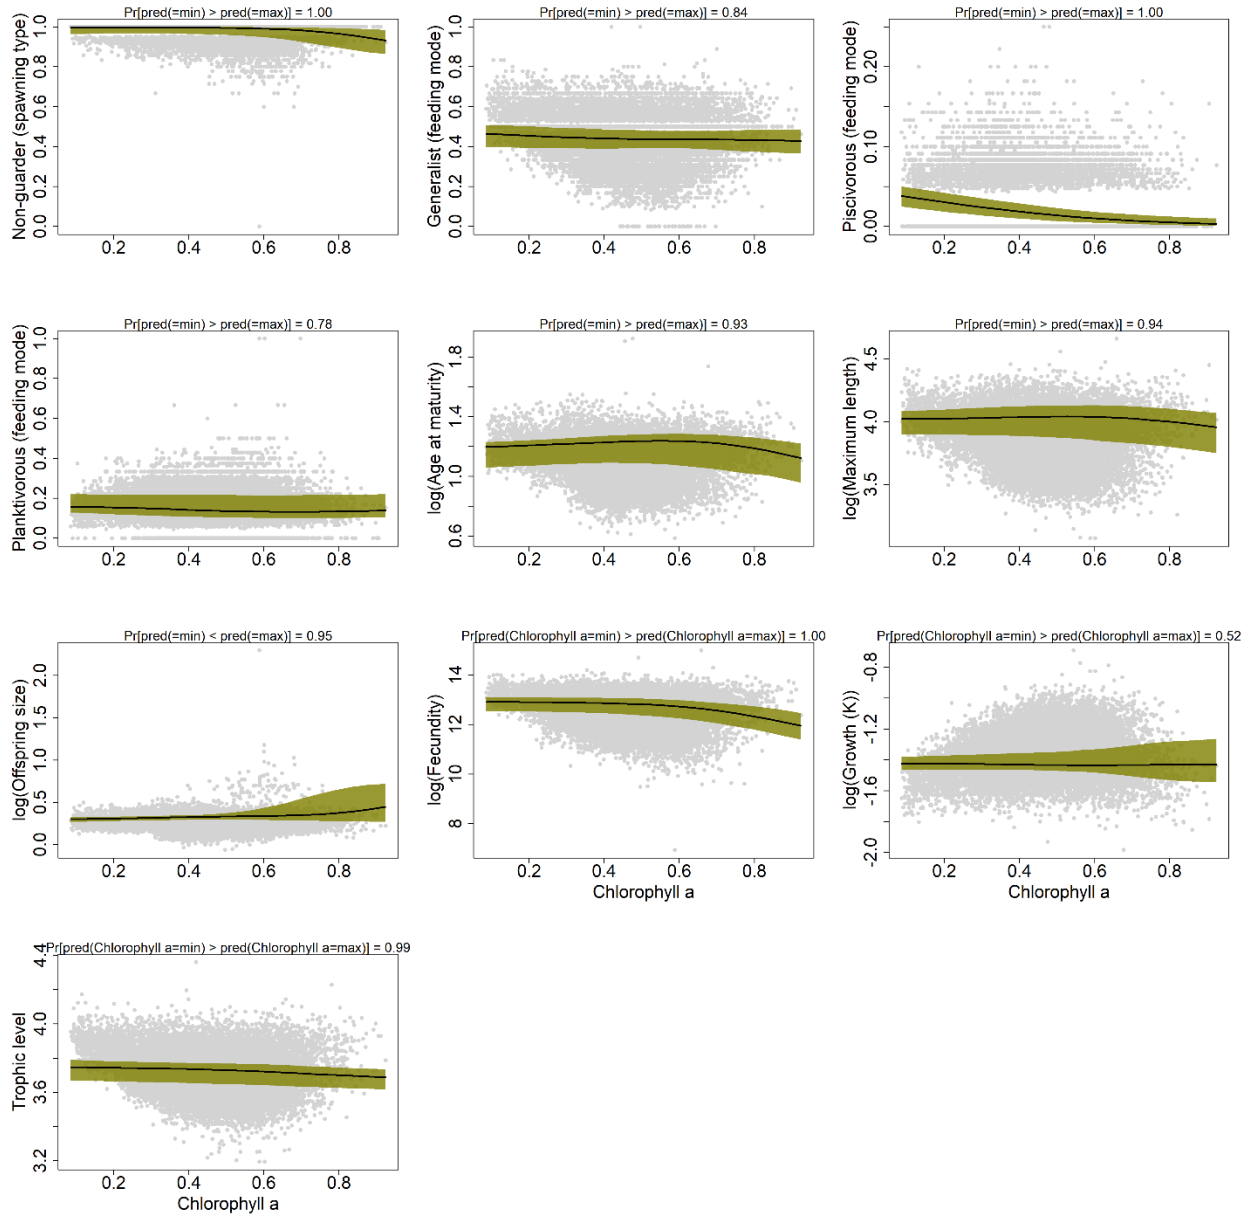 Pr[pred(=min) > pred(=max)] = 1.00
Non-guarder (spawning type)
0.0 0.2 0.4 0.6 0.8 1.0
0.2 0.4 0.6 0.8
Pr[pred(=min) > pred(=max)] = 0.84
Generalist (feeding mode)
0.0 0.2 0.4 0.6 0.8 1.0
0.2 0.4 0.6 0.8
Pr[pred(=min) > pred(=max)] = 1.00
Piscivorous (feeding mode)
0.00 0.10 0.20
0.2 0.4 0.6 0.8
Pr[pred(=min) > pred(=max)] = 0.78
Planktivorous (feeding mode)
0.0 0.2 0.4 0.6 0.8 1.0
0.2 0.4 0.6 0.8
Pr[pred(=min) > pred(=max)] = 0.93
log(Age at maturity)
0.6 1.0 1.4 1.8
0.2 0.4 0.6 0.8
Pr[pred(=min) > pred(=max)] = 0.94
log(Maximum length)
3.5 4.0 4.5
0.2 0.4 0.6 0.8
Pr[pred(=min) < pred(=max)] = 0.95
log(Offspring size)
0.0 0.5 1.0 1.5 2.0
0.2 0.4 0.6 0.8
Pr[pred(Chlorophyll a=min) > pred(Chlorophyll a=max)] = 1.00
log(Fecundity)
8 10 12 14
0.2 0.4 0.6 0.8
Chlorophyll a
Pr[pred(Chlorophyll a=min) > pred(Chlorophyll a=max)] = 0.52
log(Growth (K))
-2.0 -1.6 -1.2 -0.8
0.2 0.4 0.6 0.8
Chlorophyll a
Pr[pred(Chlorophyll a=min) > pred(Chlorophyll a=max)] = 0.99
Trophic level
3.2 3.6 4.0 4.4
0.2 0.4 0.6 0.8
Chlorophyll a